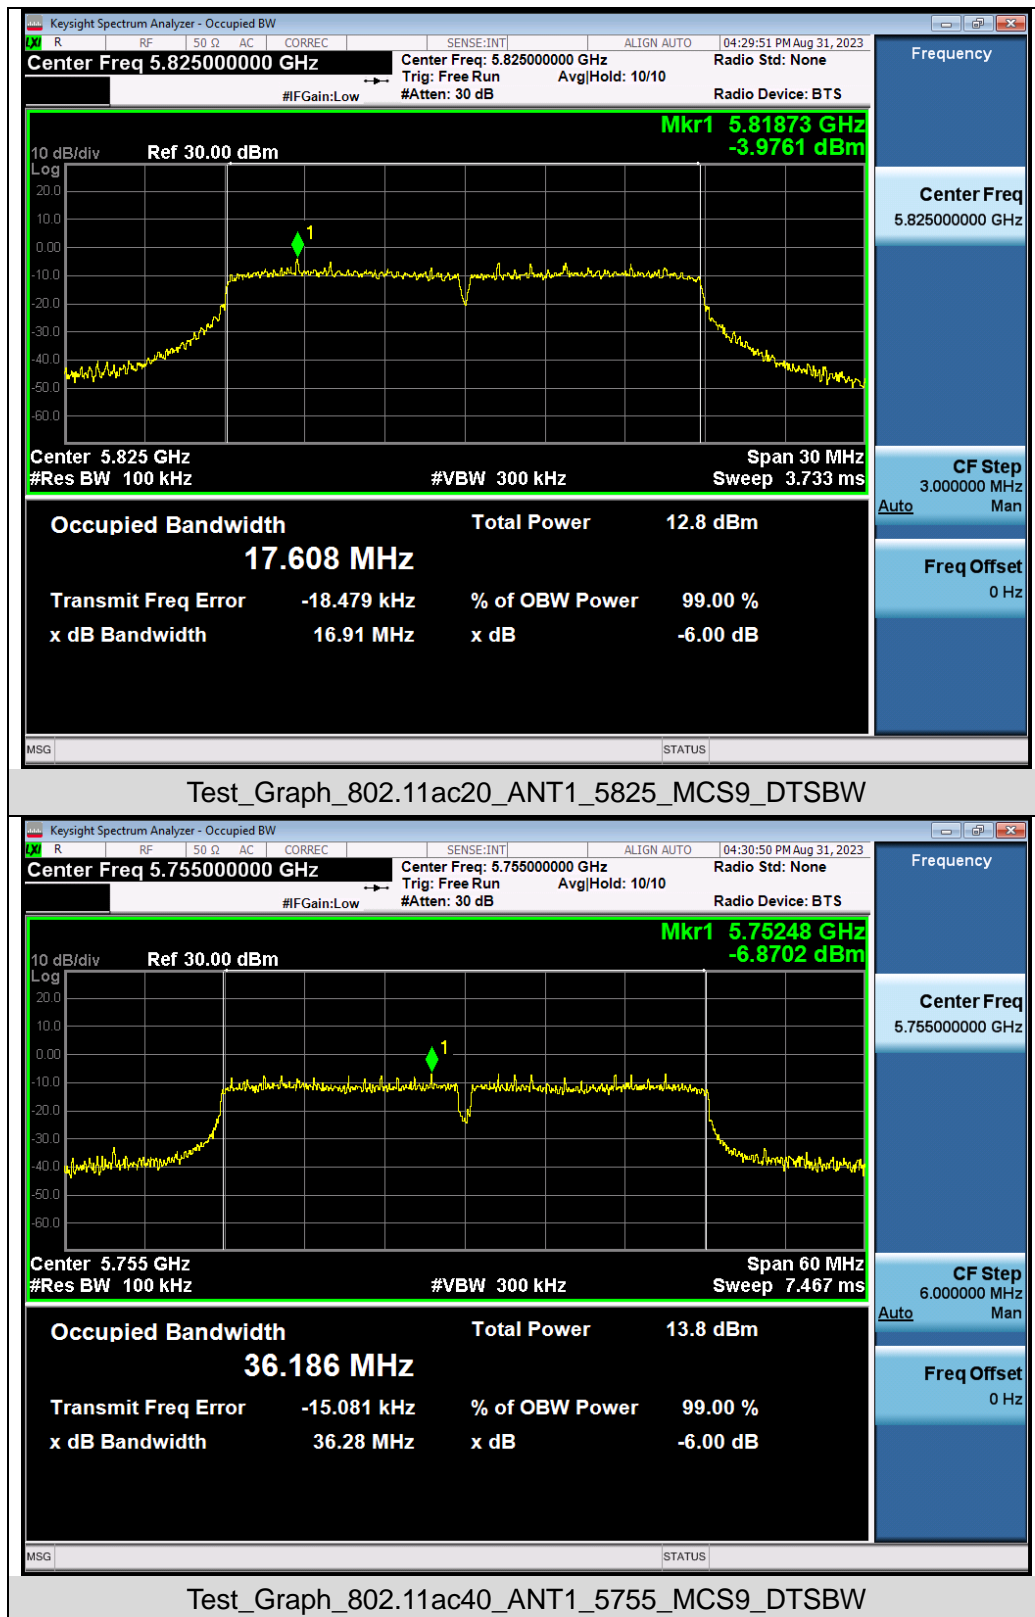 Keysight Spectrum Analyzer - Occupied BW
LXI R RF 50 Ω AC CORREC SENSE:INT ALIGN AUTO 04:29:51 PM Aug 31, 2023
Center Freq 5.825000000 GHz
Center Freq: 5.825000000 GHz Radio Std: None
Trig: Free Run Avg|Hold: 10/10
#IFGain:Low #Atten: 30 dB Radio Device: BTS
Frequency
Mkr1 5.81873 GHz
-3.9761 dBm
10 dB/div Ref 30.00 dBm
Log
20.0
10.0
0.00
-10.0
-20.0
-30.0
-40.0
-50.0
-60.0
1
Center 5.825 GHz Span 30 MHz
#Res BW 100 kHz #VBW 300 kHz Sweep 3.733 ms
Center Freq
5.825000000 GHz
CF Step
3.000000 MHz
Auto Man
Freq Offset
0 Hz
Occupied Bandwidth Total Power 12.8 dBm
17.608 MHz
Transmit Freq Error -18.479 kHz % of OBW Power 99.00 %
x dB Bandwidth 16.91 MHz x dB -6.00 dB
MSG STATUS
Test_Graph_802.11ac20_ANT1_5825_MCS9_DTSBW
Keysight Spectrum Analyzer - Occupied BW
LXI R RF 50 Ω AC CORREC SENSE:INT ALIGN AUTO 04:30:50 PM Aug 31, 2023
Center Freq 5.755000000 GHz
Center Freq: 5.755000000 GHz Radio Std: None
Trig: Free Run Avg|Hold: 10/10
#IFGain:Low #Atten: 30 dB Radio Device: BTS
Frequency
Mkr1 5.75248 GHz
-6.8702 dBm
10 dB/div Ref 30.00 dBm
Log
20.0
10.0
0.00
-10.0
-20.0
-30.0
-40.0
-50.0
-60.0
1
Center 5.755 GHz Span 60 MHz
#Res BW 100 kHz #VBW 300 kHz Sweep 7.467 ms
Center Freq
5.755000000 GHz
CF Step
6.000000 MHz
Auto Man
Freq Offset
0 Hz
Occupied Bandwidth Total Power 13.8 dBm
36.186 MHz
Transmit Freq Error -15.081 kHz % of OBW Power 99.00 %
x dB Bandwidth 36.28 MHz x dB -6.00 dB
MSG STATUS
Test_Graph_802.11ac40_ANT1_5755_MCS9_DTSBW